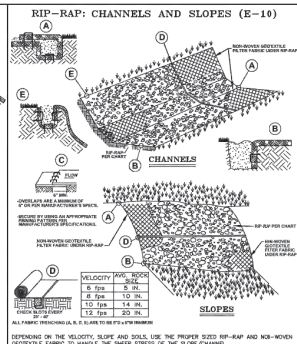 RIP-RAP: CHANNELS AND SLOPES (E-10)
A
D
NON-WOVEN GEOTEXTILE
FILTER FABRIC UNDER RIP-RAP
E
A
E
B
RIP-RAP
PER CHART
B
CHANNELS
C
FLOW
6" MIN.
-OVERLAPS ARE A MINIMUM OF
6" OR PER MANUFACTURER'S SPECS.
-SECURE BY USING AN APPROPRIATE
PINNING PATTERN PER
MANUFACTURER'S SPECIFICATIONS.
A
RIP-RAP PER CHART
NON-WOVEN GEOTEXTILE
FABRIC UNDER RIP-RAP
D
NON-WOVEN
GEOTEXTILE
FILTER FABRIC
UNDER RIP-RAP
B
D
CHECK SLOTS EVERY
VELOCITY AVG. ROCK SIZE
6 fps 5 IN.
8 fps 10 IN.
10 fps 14 IN.
12 fps 20 IN.
SLOPES
ALL FABRIC TRENCHING (A, B, D, E) ARE TO BE 6"D x 6"W MINIMUM
DEPENDING ON THE VELOCITY, SLOPE AND SOILS, USE THE PROPER SIZED RIP-RAP AND NON-WOVEN
GEOTEXTILE FABRIC TO HANDLE THE SHEER STRESS OF THE SLOPE/CHANNEL